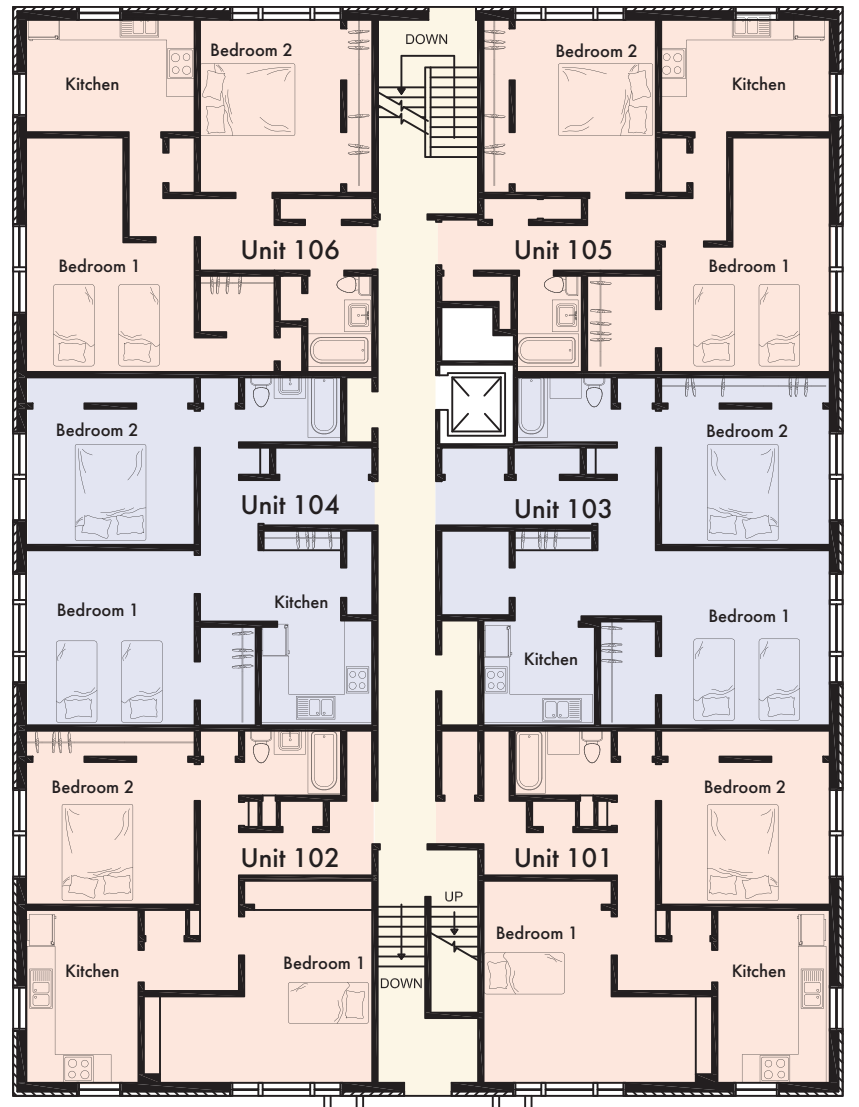 DOWN
Bedroom 2
Bedroom 2
Kitchen
Kitchen
Unit 106
Unit 105
Bedroom 1
Bedroom 1
Bedroom 2
Bedroom 2
Unit 104
Unit 103
Kitchen
Bedroom 1
Bedroom 1
Kitchen
Bedroom 2
Bedroom 2
Unit 102
Unit 101
UP
Bedroom 1
Bedroom 1
Kitchen
Kitchen
DOWN